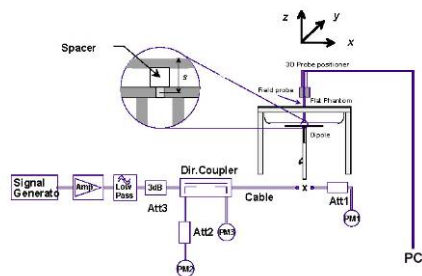 z
y
x
Spacer
s
3D Probe positioner
Field probe
Flat Phantom
Dipole
Dir.Coupler
Signal
Generato
Amp
Low
Pass
3dB
Att3
Cable
x
Att1
PM1
Att2
PM3
PM2
PC